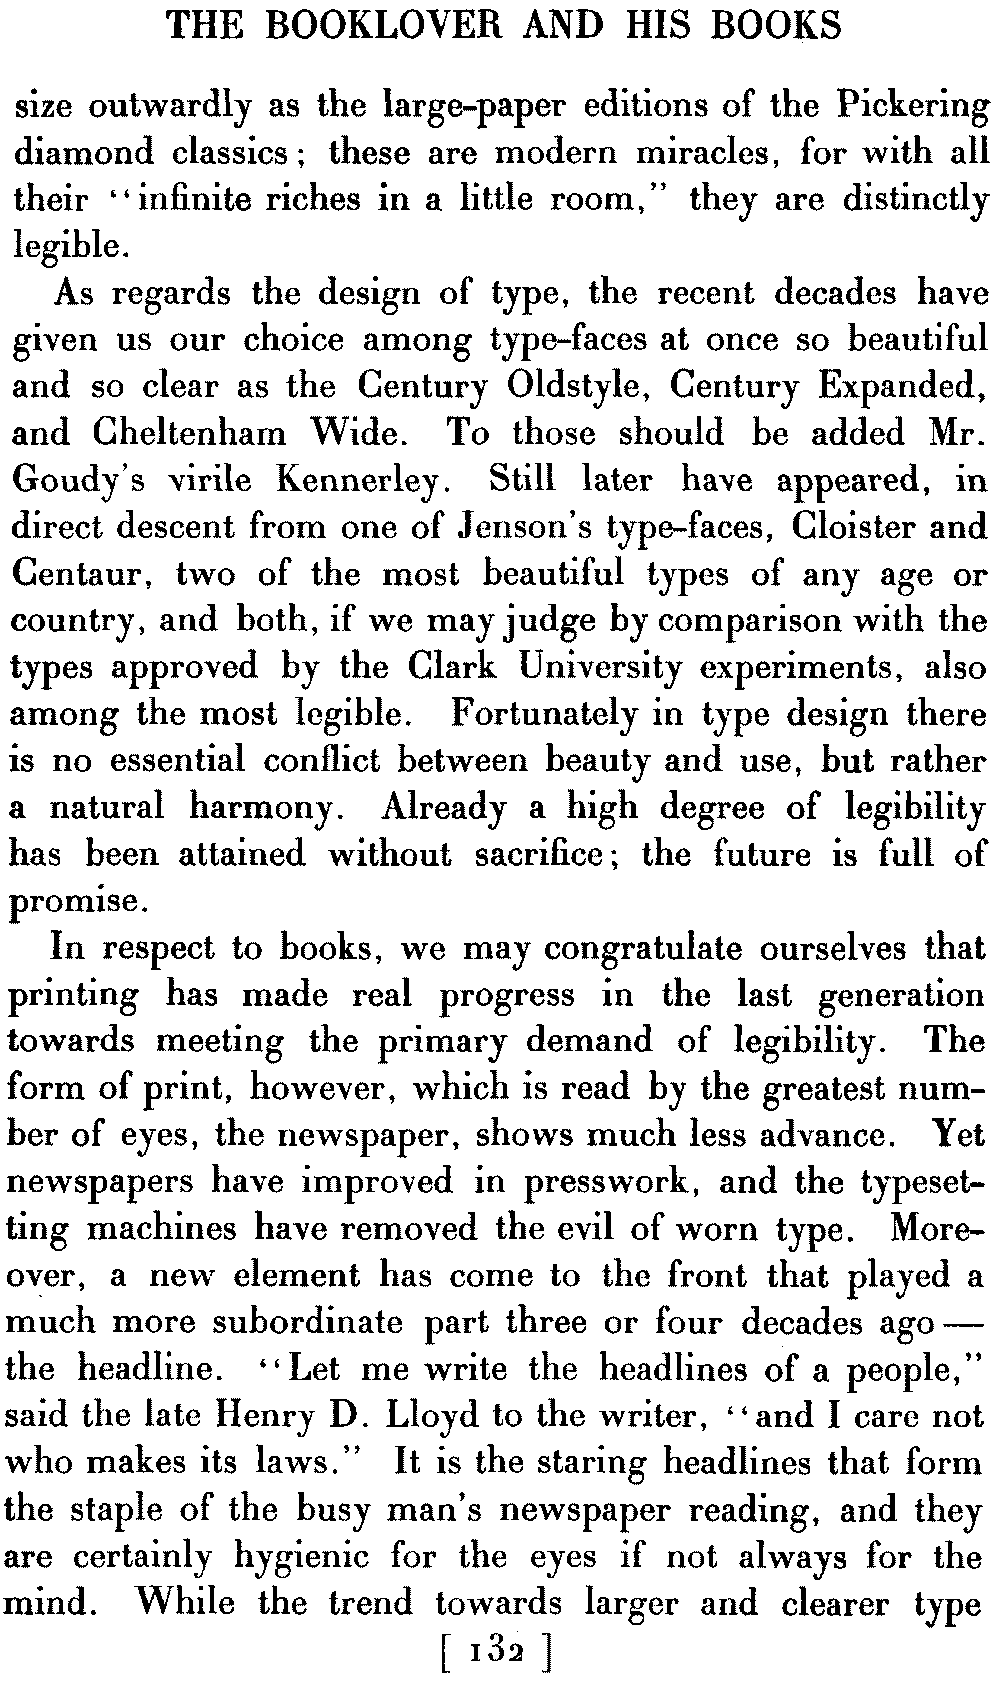 THE BOOKLOVER AND HIS BOOKS
size outwardly as the large-paper editions of the Pickering
diamond classics; these are modern miracles, for with all
their “infinite riches in a little room,” they are distinctly
legible.
As regards the design of type, the recent decades have
given us our choice among type-faces at once so beautiful
and so clear as the Century Oldstyle, Century Expanded,
and Cheltenham Wide. To those should be added Mr.
Goudy's virile Kennerley. Still later have appeared, in
direct descent from one of Jenson's type-faces, Cloister and
Centaur, two of the most beautiful types of any age or
country, and both, if we may judge by comparison with the
types approved by the Clark University experiments, also
among the most legible. Fortunately in type design there
is no essential conflict between beauty and use, but rather
a natural harmony. Already a high degree of legibility
has been attained without sacrifice; the future is full of
promise.
In respect to books, we may congratulate ourselves that
printing has made real progress in the last generation
towards meeting the primary demand of legibility. The
form of print, however, which is read by the greatest num-
ber of eyes, the newspaper, shows much less advance. Yet
newspapers have improved in presswork, and the typeset-
ting machines have removed the evil of worn type. More-
over, a new element has come to the front that played a
much more subordinate part three or four decades ago —
the headline. “Let me write the headlines of a people,”
said the late Henry D. Lloyd to the writer, “and I care not
who makes its laws.” It is the staring headlines that form
the staple of the busy man's newspaper reading, and they
are certainly hygienic for the eyes if not always for the
mind. While the trend towards larger and clearer type
[ 132 ]